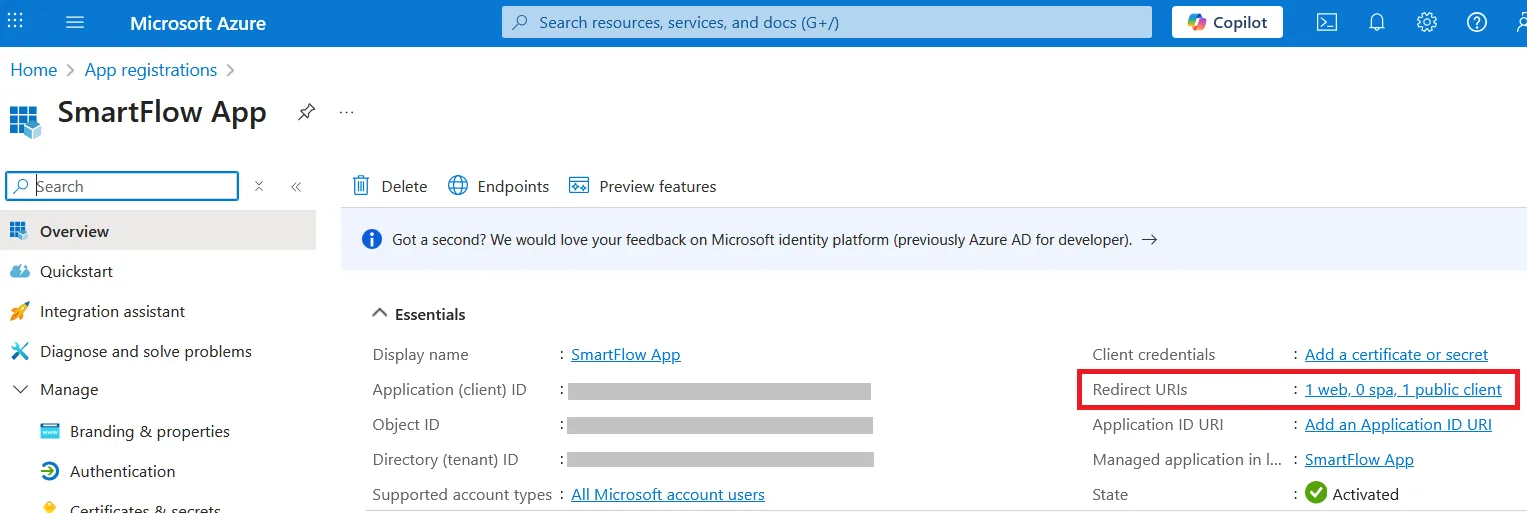 Microsoft Azure
Search resources, services, and docs (G+/)
Copilot
Home > App registrations >
SmartFlow App
...
Search
Delete
Endpoints
Preview features
Overview
Got a second? We would love your feedback on Microsoft identity platform (previously Azure AD for developer). →
Quickstart
Integration assistant
Diagnose and solve problems
Manage
Branding & properties
Authentication
Certificates & secrets
Essentials
Display name : SmartFlow App
Application (client) ID :
Object ID :
Directory (tenant) ID :
Supported account types : All Microsoft account users
Client credentials : Add a certificate or secret
Redirect URIs : 1 web, 0 spa, 1 public client
Application ID URI : Add an Application ID URI
Managed application in l... : SmartFlow App
State : Activated